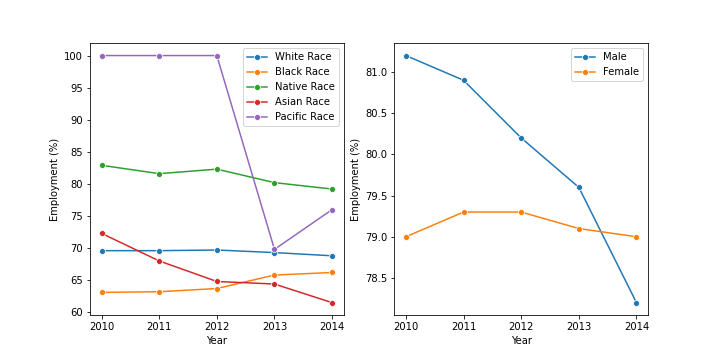 100
95
90
85
80
75
70
65
60
Employment (%)
2010
2011
2012
2013
2014
Year
White Race
Black Race
Native Race
Asian Race
Pacific Race
81.0
80.5
80.0
79.5
79.0
78.5
Employment (%)
2010
2011
2012
2013
2014
Year
Male
Female